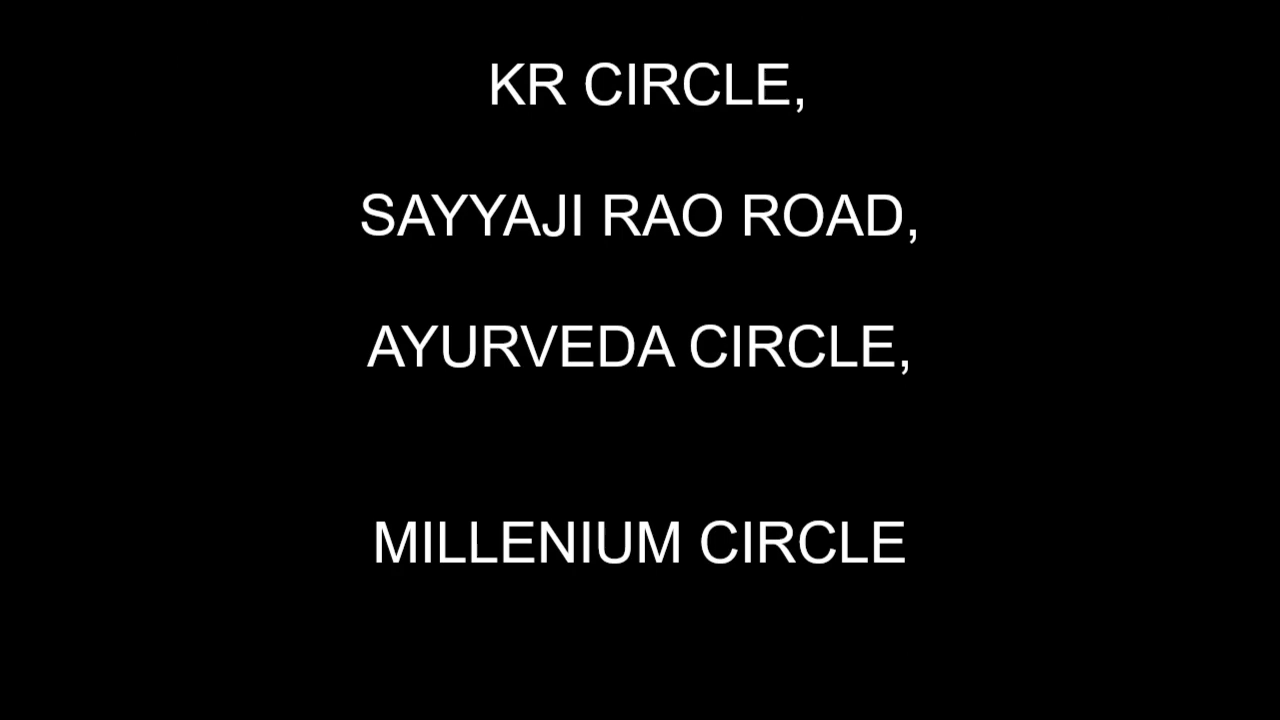 KR CIRCLE,
SAYYAJI RAO ROAD,
AYURVEDA CIRCLE,
MILLENIUM CIRCLE